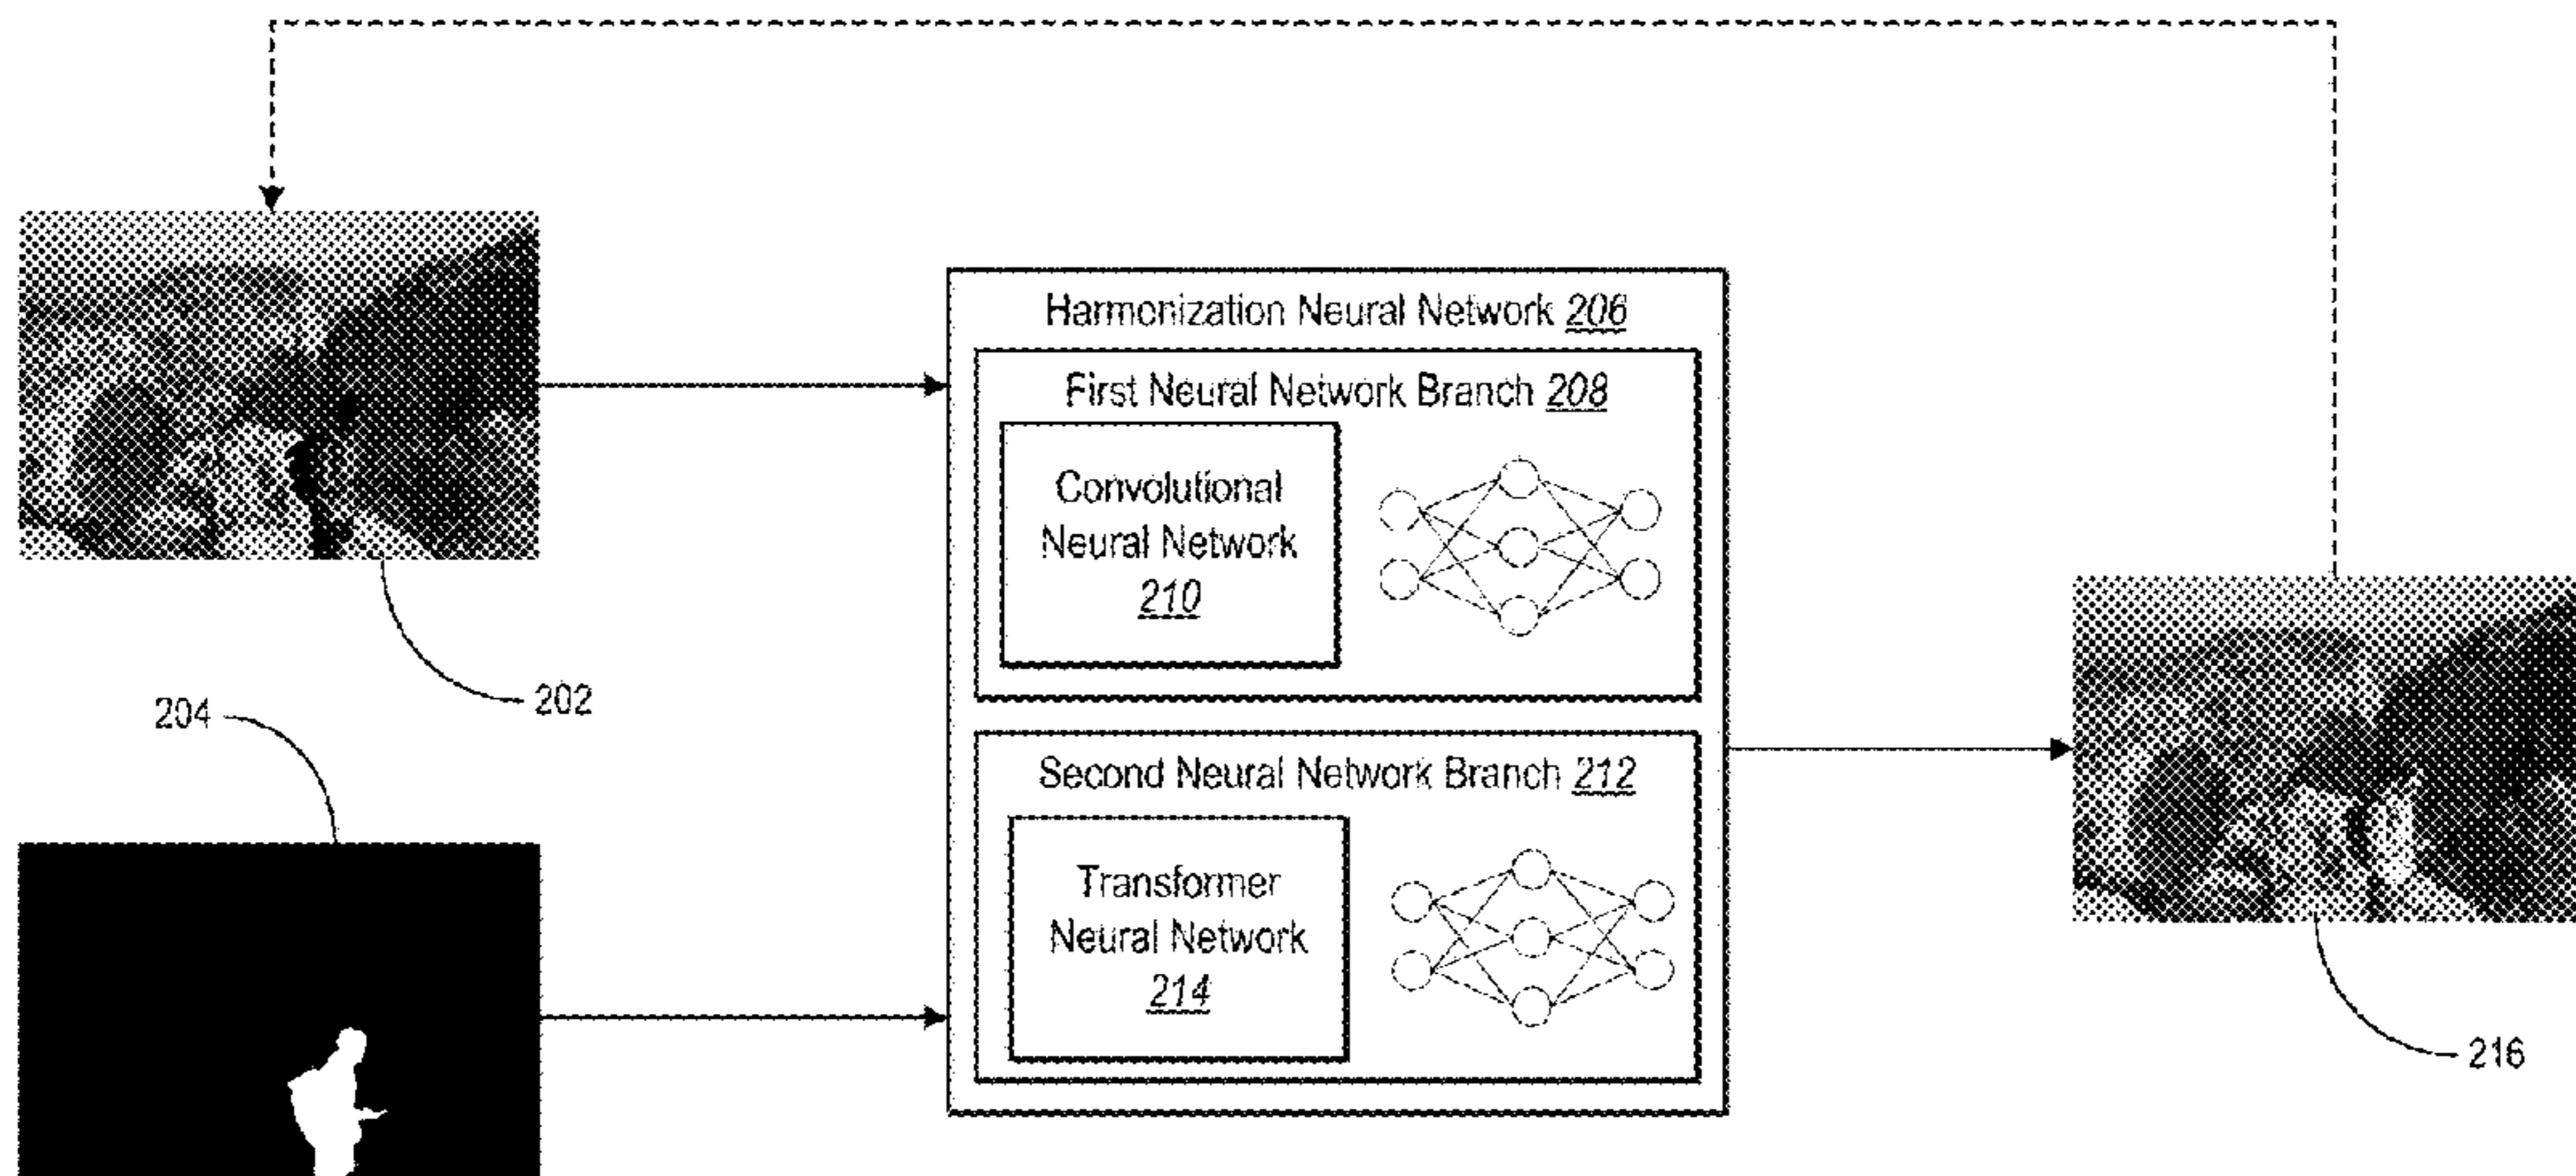 Harmonization Neural Network 206
First Neural Network Branch 208
Convolutional
Neural Network
210
202
204
Second Neural Network Branch 212
Transformer
Neural Network
214
216